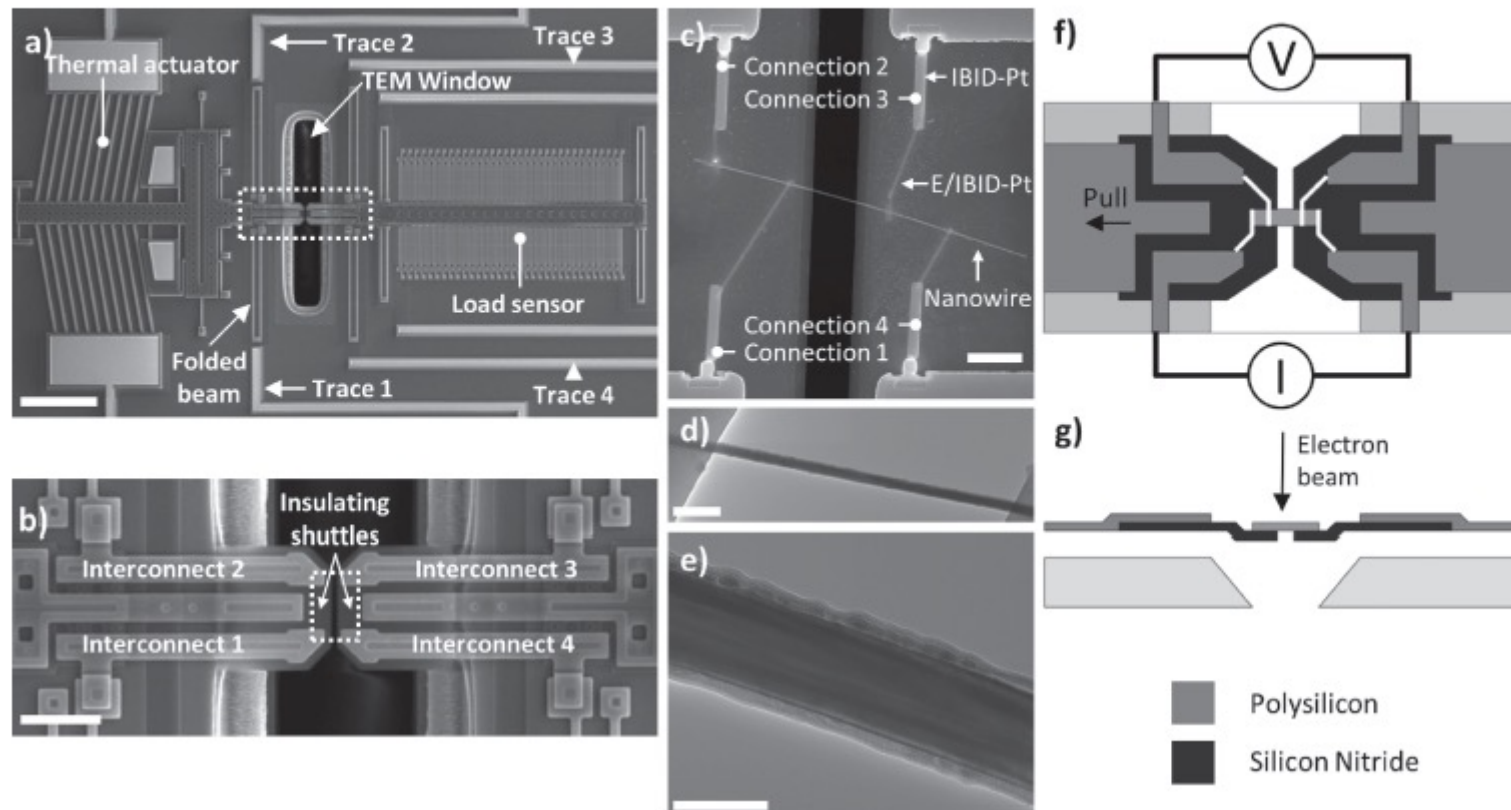 a)
Trace 2
Trace 3
Thermal actuator
TEM Window
Load sensor
Folded
beam
Trace 1
Trace 4
b)
Insulating
shuttles
Interconnect 2
Interconnect 3
Interconnect 1
Interconnect 4
c)
Connection 2
IBID-Pt
Connection 3
E/IBID-Pt
Nanowire
Connection 4
Connection 1
d)
e)
f)
V
Pull
I
g)
Electron
beam
Polysilicon
Silicon Nitride